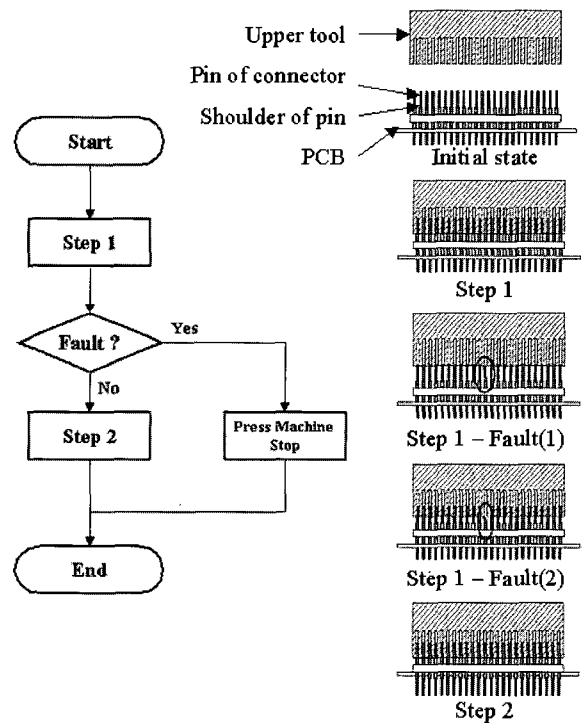 Start
Step 1
Fault ?
Yes
No
Step 2
Press Machine
Stop
End
Upper tool
Pin of connector
Shoulder of pin
PCB
Initial state
Step 1
Step 1 – Fault(1)
Step 1 – Fault(2)
Step 2